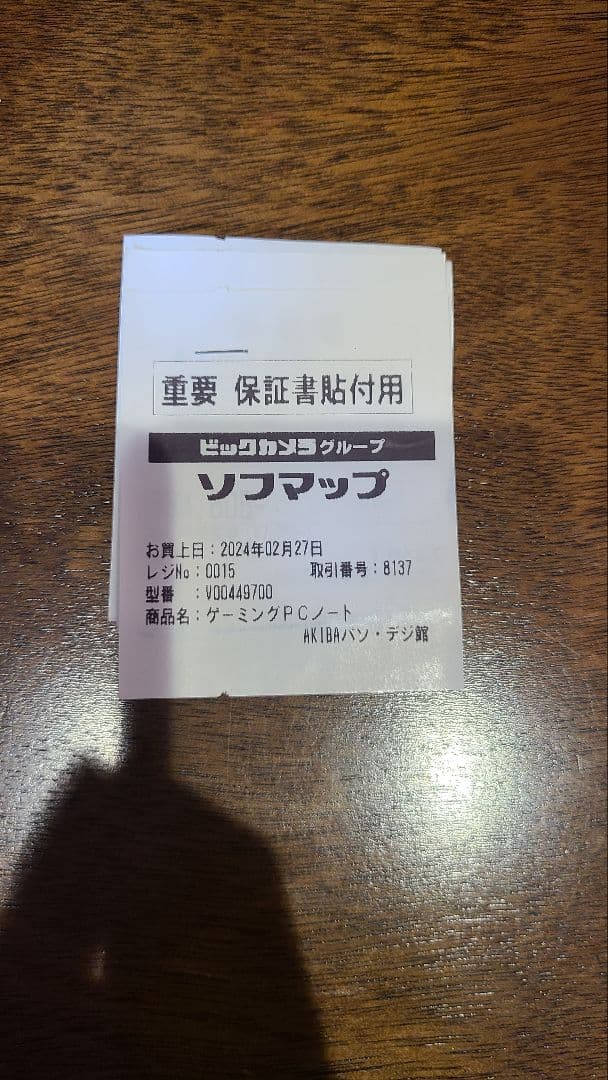 重要 保証書貼付用
ビックカメラグループ
ソフマップ
お買上日：2024年02月27日
レジNo：0015 取引番号：8137
型番 ：V00449700
商品名：ゲーミングＰＣノート
AKIBAパソ・デジ館